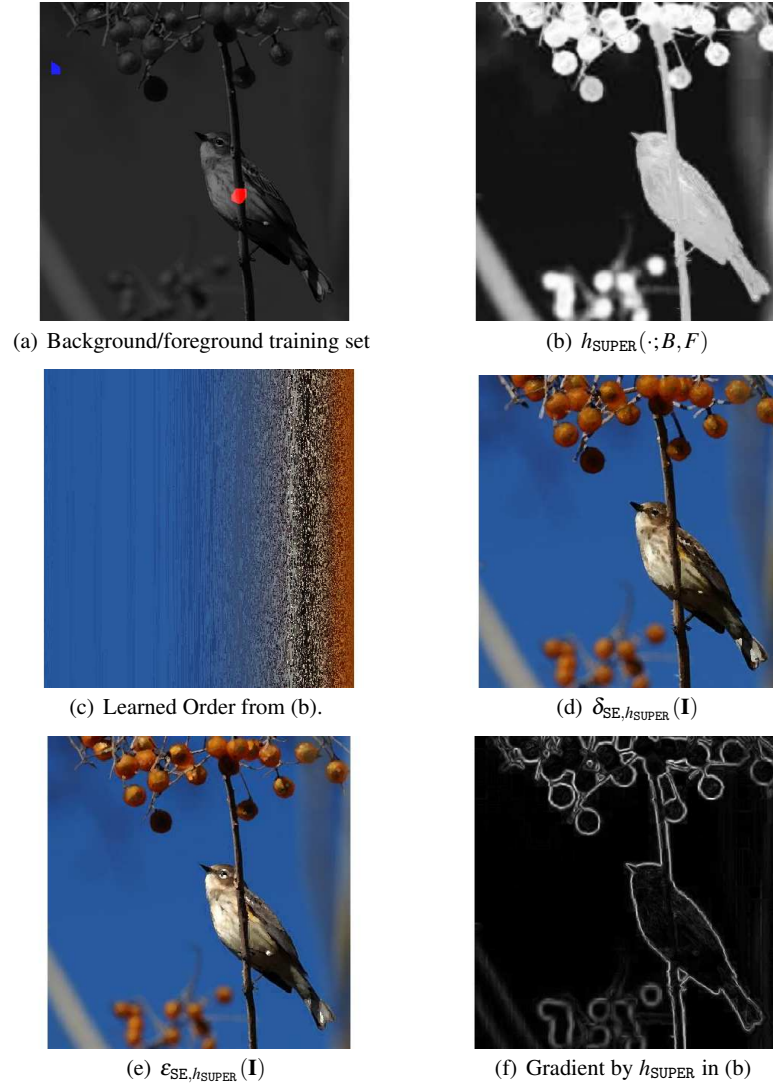 (a) Background/foreground training set
(b) h_SUPER(·;B,F)
(c) Learned Order from (b).
(d) δ_SE,h_SUPER(I)
(e) ε_SE,h_SUPER(I)
(f) Gradient by h_SUPER in (b)